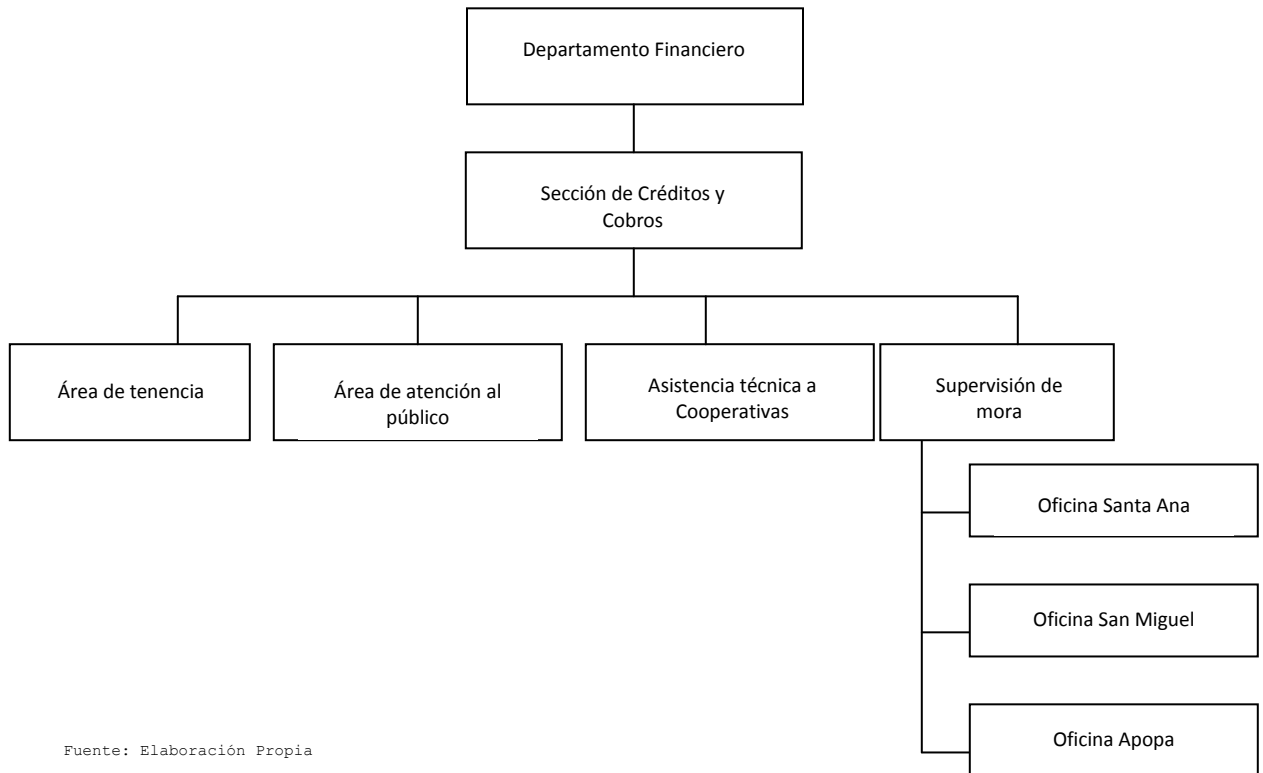 Departamento Financiero
Sección de Créditos y
Cobros
Área de tenencia
Área de atención al
público
Asistencia técnica a
Cooperativas
Supervisión de
mora
Oficina Santa Ana
Oficina San Miguel
Oficina Apopa
Fuente: Elaboración Propia